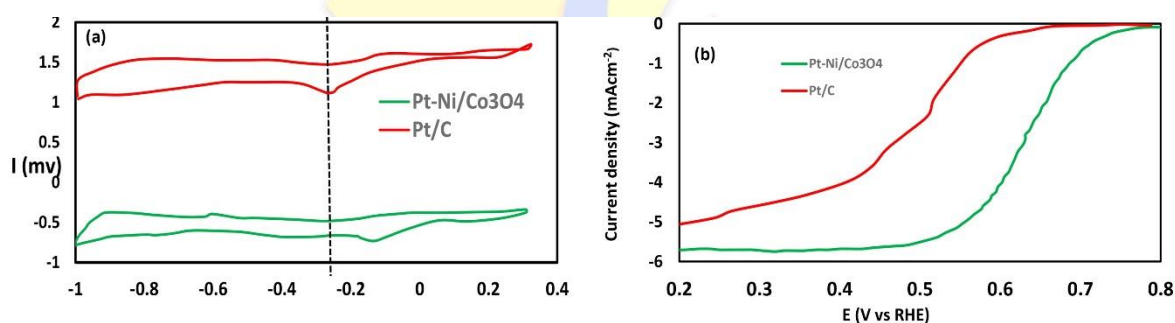 (a)
2
1.5
1
0.5
I (mv)
0
-0.5
-1
-1 -0.8 -0.6 -0.4 -0.2 0 0.2 0.4
Pt-Ni/Co3O4
Pt/C
(b)
Current density (mAcm-2)
0
-1
-2
-3
-4
-5
-6
0.2 0.3 0.4 0.5 0.6 0.7 0.8
E (V vs RHE)
Pt-Ni/Co3O4
Pt/C